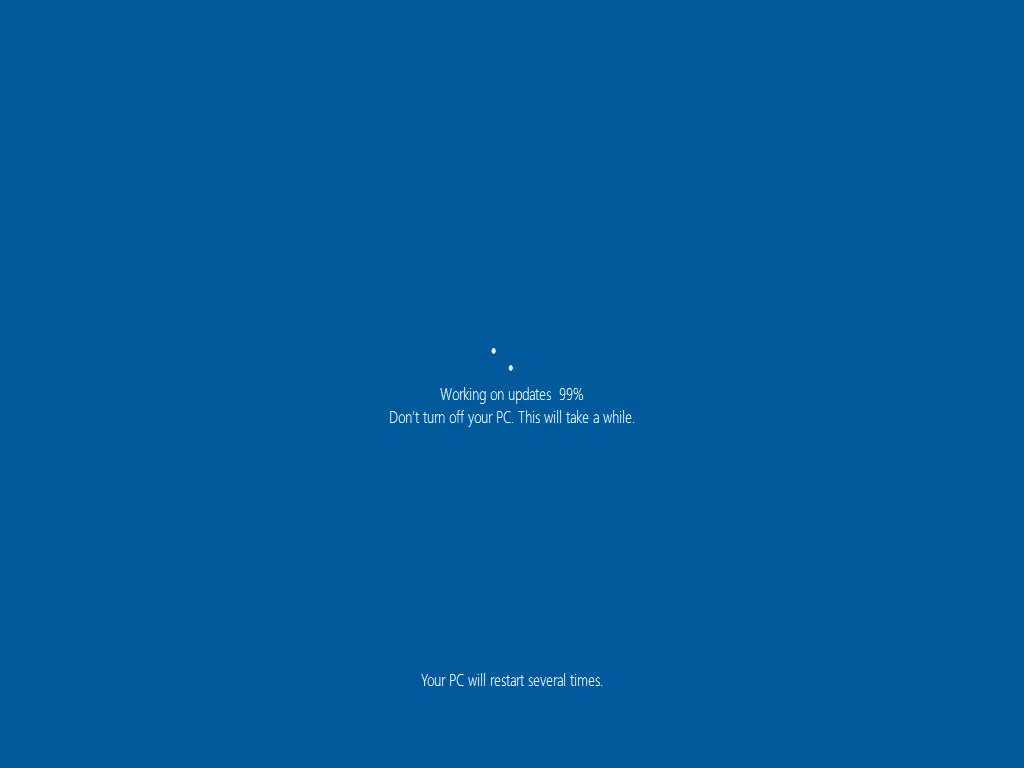 Working on updates  99%
Don't turn off your PC. This will take a while.
Your PC will restart several times.